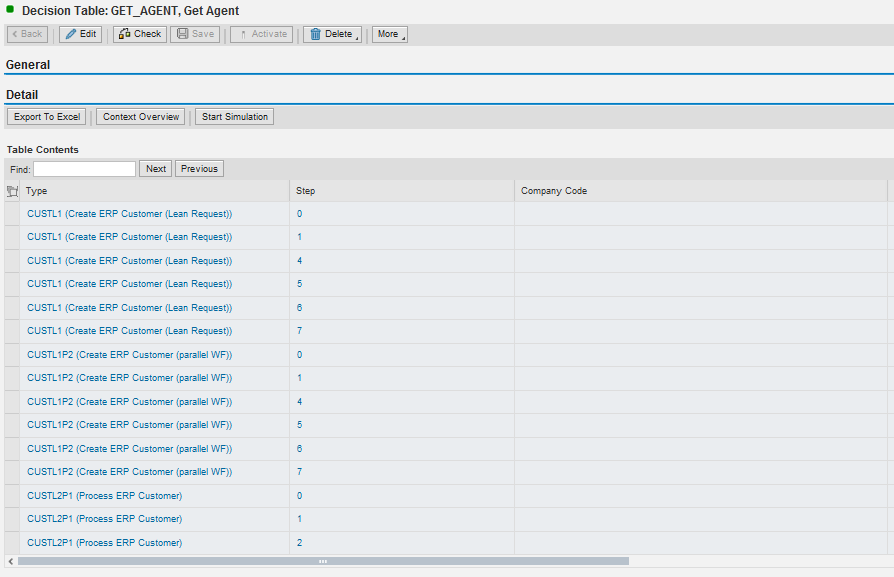 Decision Table: GET_AGENT, Get Agent
< Back Edit Check Save Activate Delete More
General
Detail
Export To Excel Context Overview Start Simulation
Table Contents
Find: Next Previous
Type Step Company Code
CUSTL1 (Create ERP Customer (Lean Request)) 0
CUSTL1 (Create ERP Customer (Lean Request)) 1
CUSTL1 (Create ERP Customer (Lean Request)) 4
CUSTL1 (Create ERP Customer (Lean Request)) 5
CUSTL1 (Create ERP Customer (Lean Request)) 6
CUSTL1 (Create ERP Customer (Lean Request)) 7
CUSTL1P2 (Create ERP Customer (parallel WF)) 0
CUSTL1P2 (Create ERP Customer (parallel WF)) 1
CUSTL1P2 (Create ERP Customer (parallel WF)) 4
CUSTL1P2 (Create ERP Customer (parallel WF)) 5
CUSTL1P2 (Create ERP Customer (parallel WF)) 6
CUSTL1P2 (Create ERP Customer (parallel WF)) 7
CUSTL2P1 (Process ERP Customer) 0
CUSTL2P1 (Process ERP Customer) 1
CUSTL2P1 (Process ERP Customer) 2